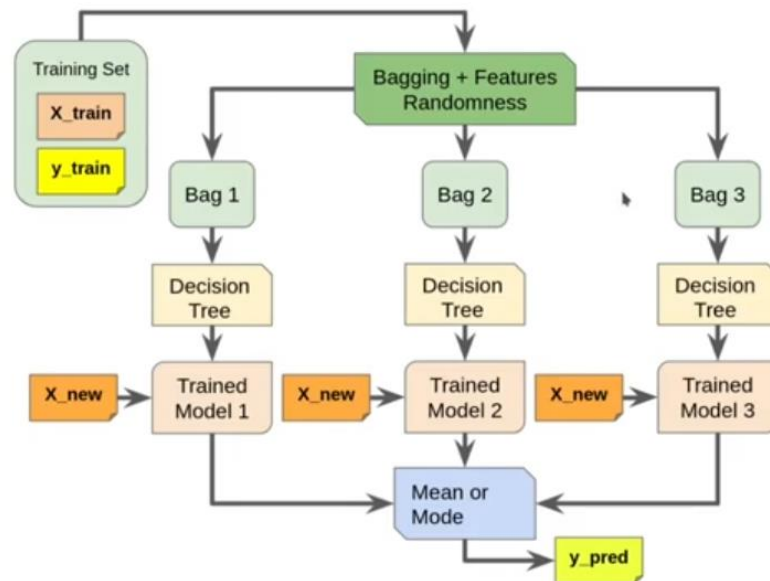 Training Set
X_train
y_train
Bagging + Features
Randomness
Bag 1
Bag 2
Bag 3
Decision
Tree
Decision
Tree
Decision
Tree
X_new
Trained
Model 1
X_new
Trained
Model 2
X_new
Trained
Model 3
Mean or
Mode
y_pred